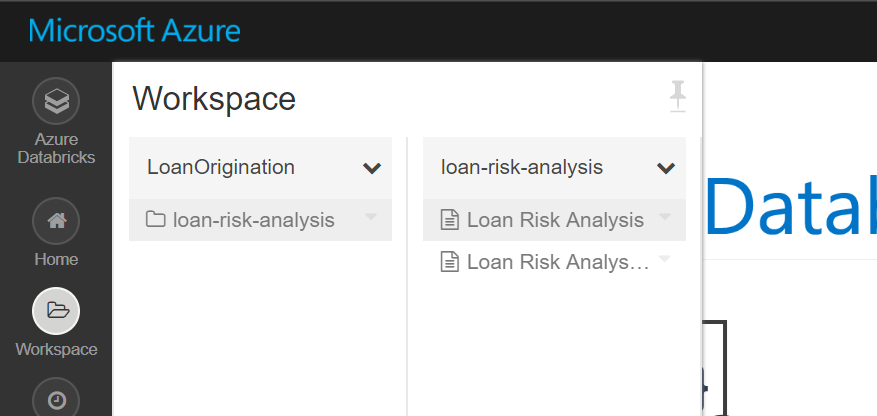 Microsoft Azure
Azure
Databricks
Home
Workspace
Workspace
LoanOrigination
loan-risk-analysis
loan-risk-analysis
Loan Risk Analysis
Loan Risk Analys…
Datab